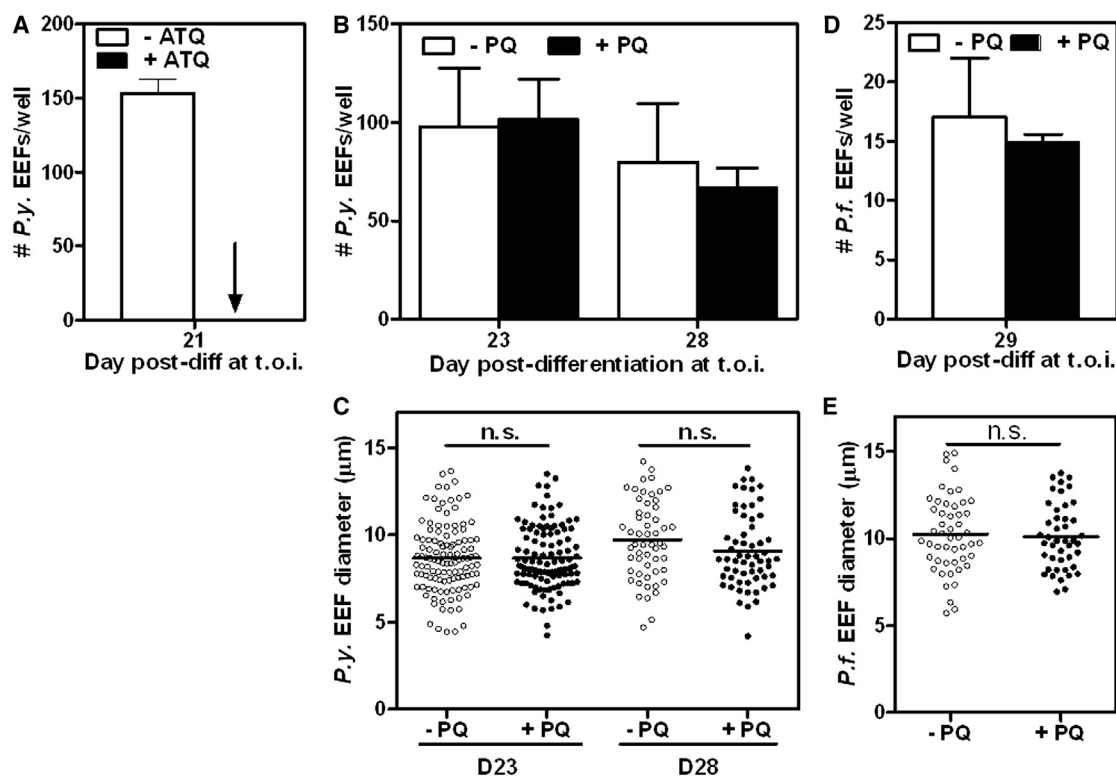 A
200
150
100
50
0
- ATQ
+ ATQ
# P.y. EEFs/well
21
Day post-diff at t.o.i.
B
150
100
50
0
- PQ
+ PQ
# P.y. EEFs/well
23
28
Day post-differentiation at t.o.i.
D
25
20
15
10
5
0
- PQ
+ PQ
# P.f. EEFs/well
29
Day post-diff at t.o.i.
C
15
10
5
0
P.y. EEF diameter (µm)
n.s.
n.s.
- PQ
+ PQ
- PQ
+ PQ
D23
D28
E
15
10
5
0
P.f. EEF diameter (µm)
n.s.
- PQ
+ PQ